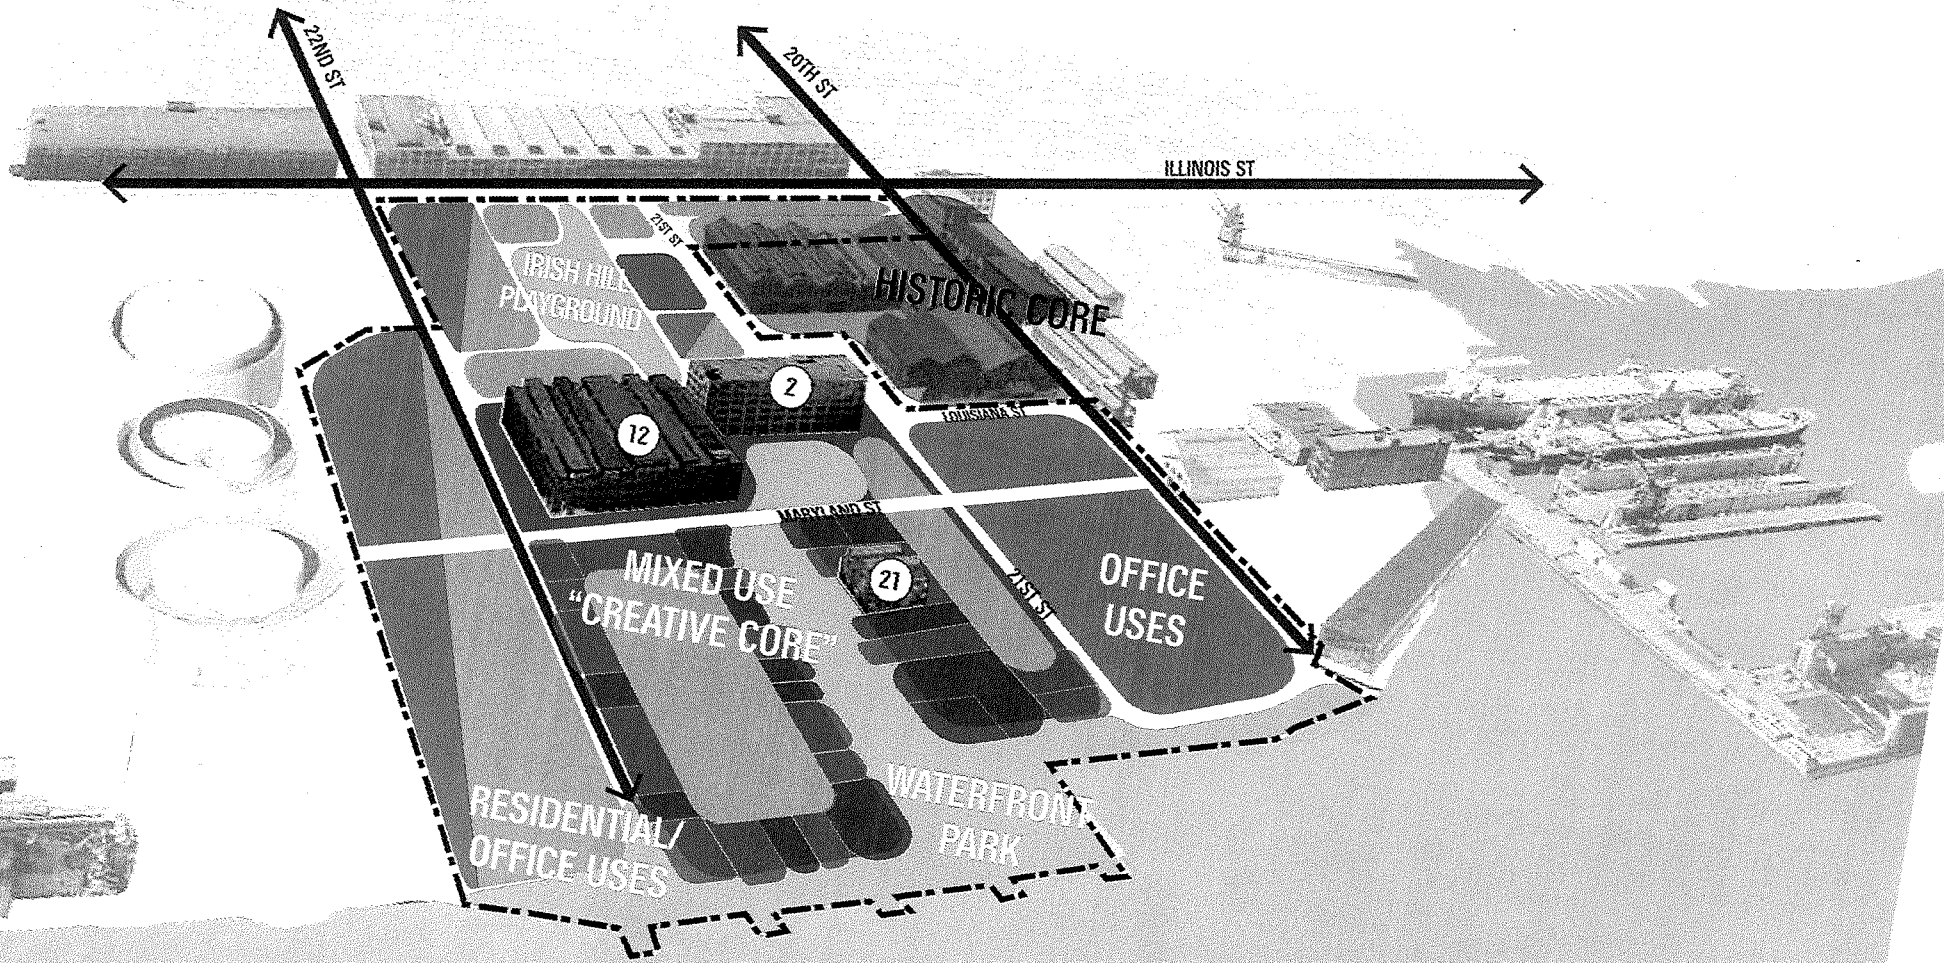 22ND ST
20TH ST
ILLINOIS ST
21ST ST
IRISH HILL
PLAYGROUND
HISTORIC CORE
2
12
LOUISIANA ST
MARYLAND ST
MIXED USE
"CREATIVE CORE"
21
21ST ST
OFFICE
USES
RESIDENTIAL/
OFFICE USES
WATERFRONT
PARK